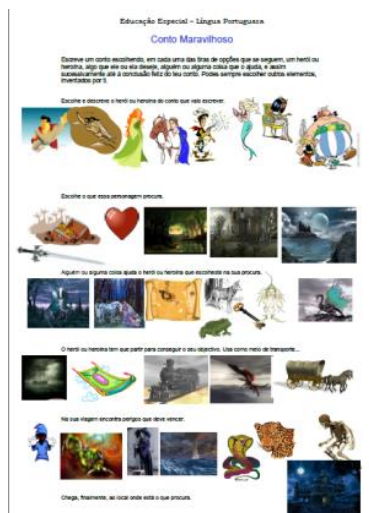 Educação Especial – Língua Portuguesa
Conto Maravilhoso
Escreve um conto escolhendo, em cada uma das tiras de opções que se seguem, um herói ou
heroína, algo que ele ou ela deseje, alguém ou alguma coisa que o ajuda, e assim
sucessivamente até à conclusão feliz do teu conto. Podes sempre escolher outros elementos,
inventados por ti.
Escolhe e descreve o herói ou heroína do conto que vais escrever.
Escolhe o que essa personagem procura.
Alguém ou alguma coisa ajuda o herói ou heroína que escolheste na sua procura.
O herói ou heroína tem que partir para conseguir o seu objectivo. Usa como meio de transporte...
Na sua viagem encontra perigos que deve vencer.
Chega, finalmente, ao local onde está o que procura.